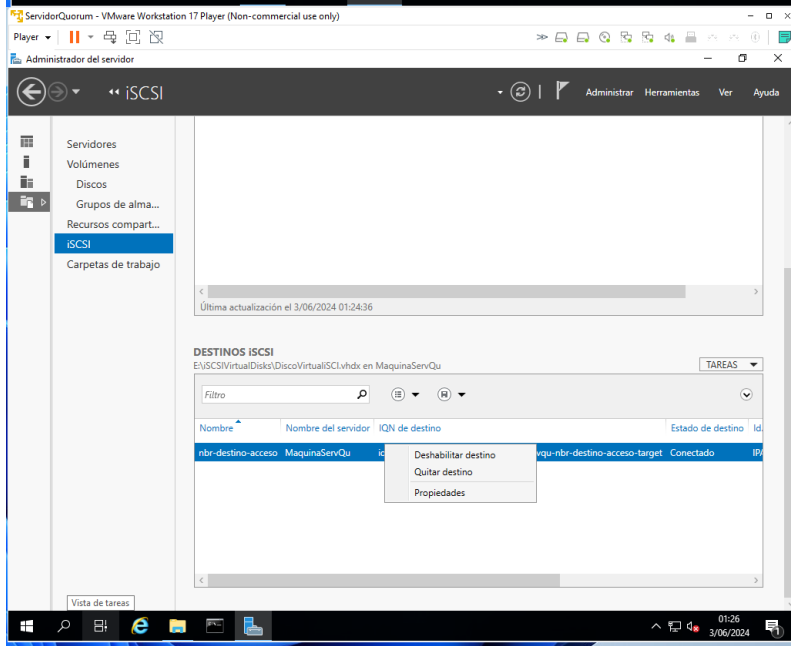 ServidorQuorum - VMware Workstation 17 Player (Non-commercial use only)
Player
Administrador del servidor
iSCSI
Administrar Herramientas Ver Ayuda
Servidores
Volúmenes
Discos
Grupos de alma...
Recursos compart...
iSCSI
Carpetas de trabajo
Última actualización el 3/06/2024 01:24:36
DESTINOS iSCSI
E:\iSCSIVirtualDisks\DiscoVirtualiSCI.vhdx en MaquinaServQu
TAREAS
Filtro
Nombre Nombre del servidor IQN de destino Estado de destino Id.
nbr-destino-acceso MaquinaServQu vqu-nbr-destino-acceso-target Conectado
Deshabilitar destino
Quitar destino
Propiedades
Vista de tareas
01:26
3/06/2024
1